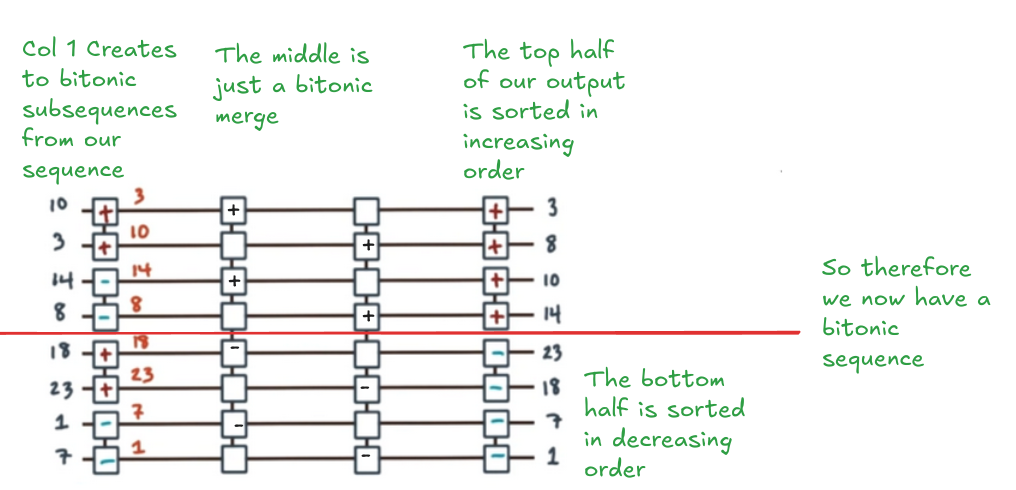 Col 1 Creates
to bitonic
subsequences
from our
sequence
The middle is
just a bitonic
merge
The top half
of our output
is sorted in
increasing
order
10 + 3 + + 3
3 + 10 + + 8
14 - 14 + + 10
8 - 8 + + 14
18 + 18 - - 23
23 + 23 - - 18
1 - 7 - - 7
7 - 1 - - 1
So therefore
we now have a
bitonic
sequence
The bottom
half is sorted
in decreasing
order